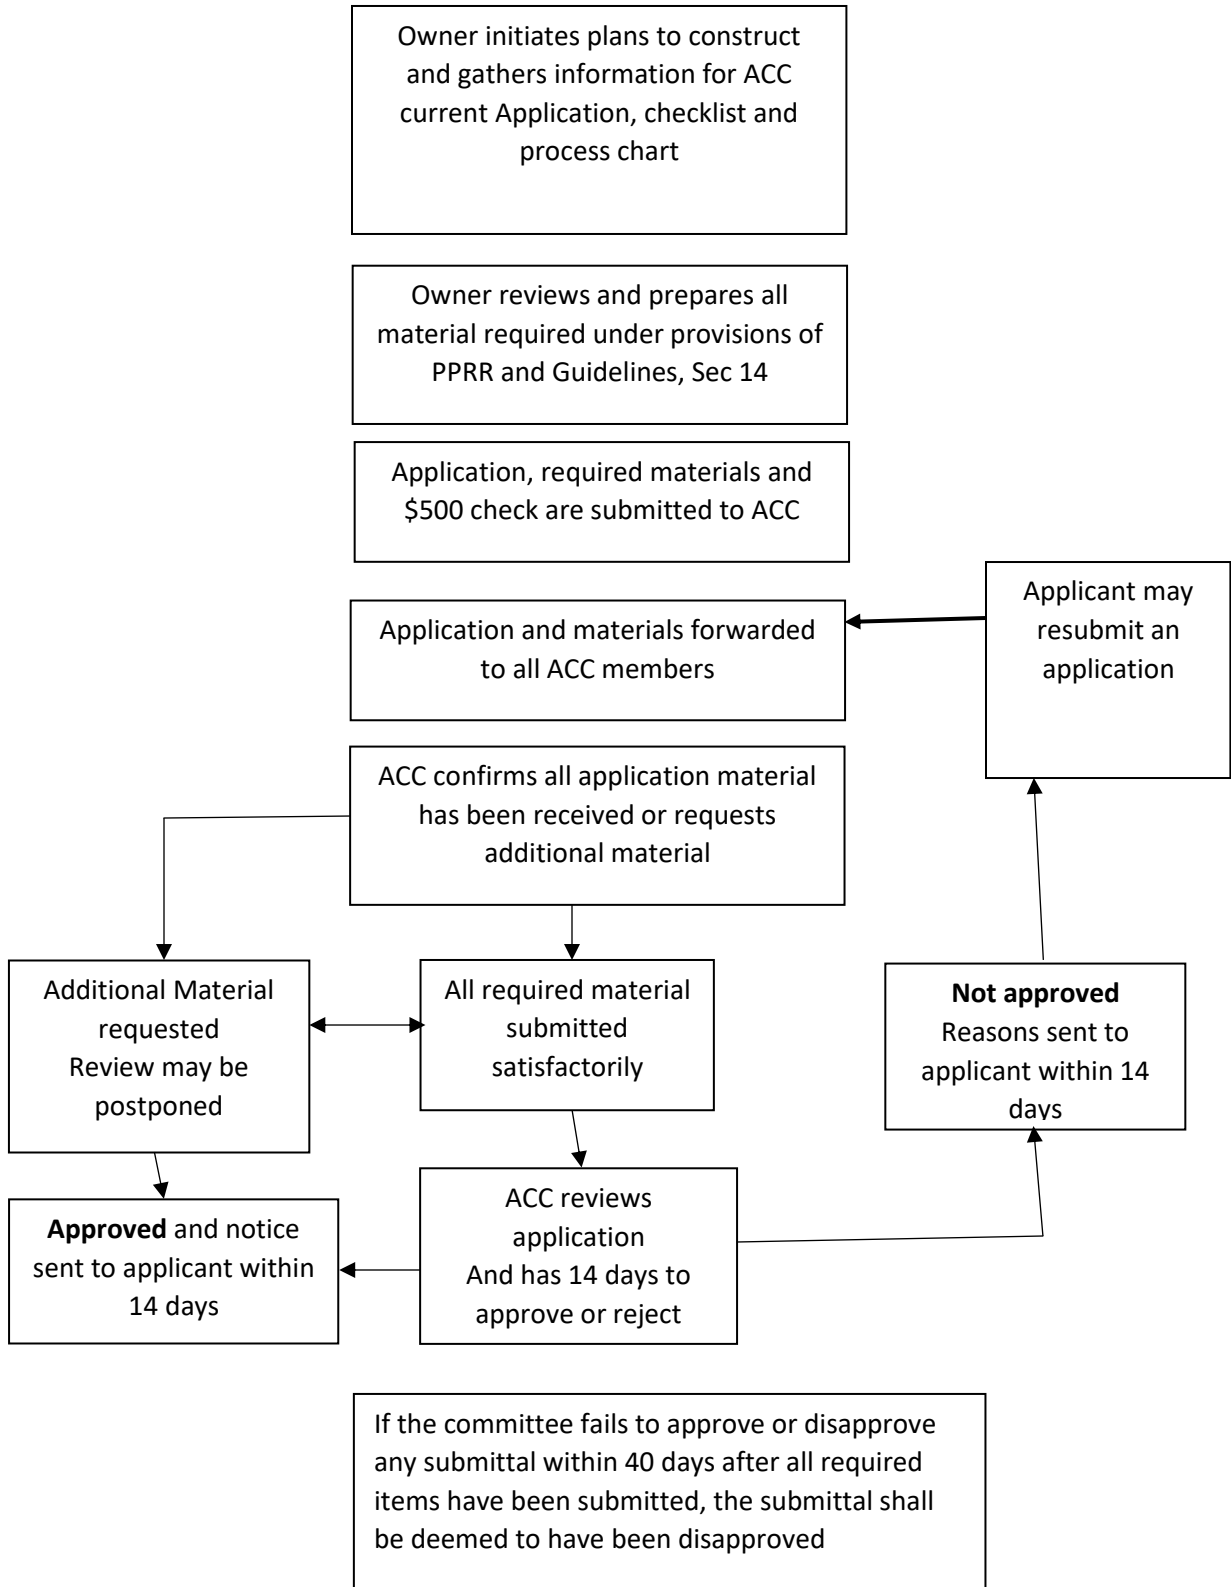 Owner initiates plans to construct
and gathers information for ACC
current Application, checklist and
process chart
Owner reviews and prepares all
material required under provisions of
PPRR and Guidelines, Sec 14
Application, required materials and
$500 check are submitted to ACC
Applicant may
resubmit an
application
Application and materials forwarded
to all ACC members
ACC confirms all application material
has been received or requests
additional material
Additional Material
requested
Review may be
postponed
All required material
submitted
satisfactorily
Not approved
Reasons sent to
applicant within 14
days
Approved and notice
sent to applicant within
14 days
ACC reviews
application
And has 14 days to
approve or reject
If the committee fails to approve or disapprove
any submittal within 40 days after all required
items have been submitted, the submittal shall
be deemed to have been disapproved